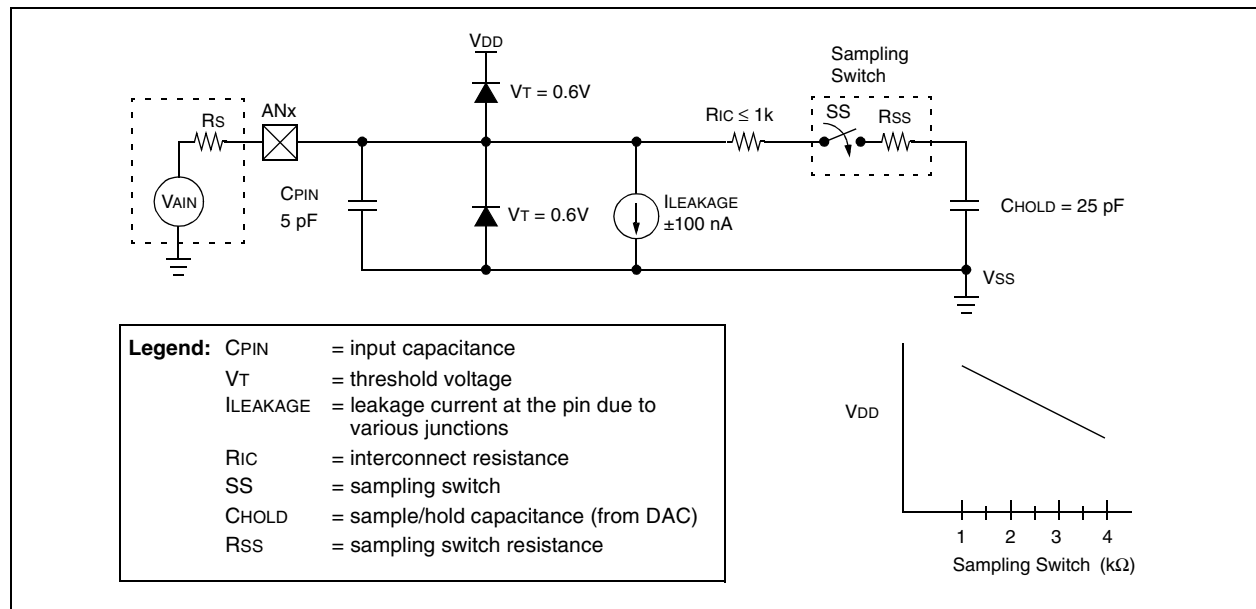 VDD
Sampling
Switch
VT = 0.6V
ANx
RS
RIC ≤ 1k
SS
RSS
VAIN
CPIN
5 pF
VT = 0.6V
ILEAKAGE
±100 nA
CHOLD = 25 pF
VSS
Legend: CPIN = input capacitance
VT = threshold voltage
ILEAKAGE = leakage current at the pin due to
various junctions
RIC = interconnect resistance
SS = sampling switch
CHOLD = sample/hold capacitance (from DAC)
RSS = sampling switch resistance
VDD
1 2 3 4
Sampling Switch (kΩ)